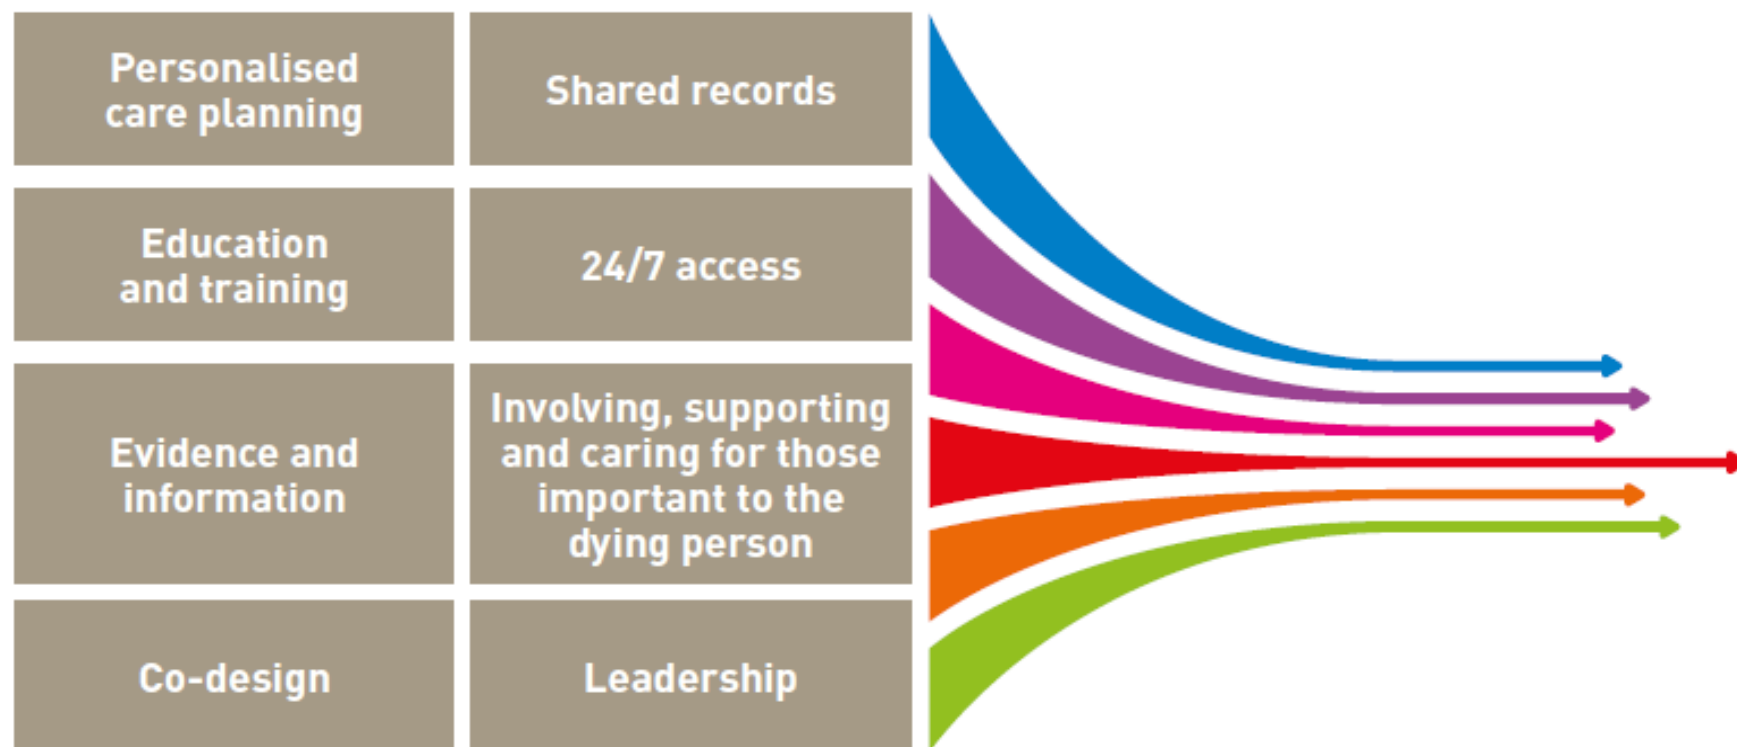 Personalised
care planning
Shared records
Education
and training
24/7 access
Evidence and
information
Involving, supporting
and caring for those
important to the
dying person
Co-design
Leadership